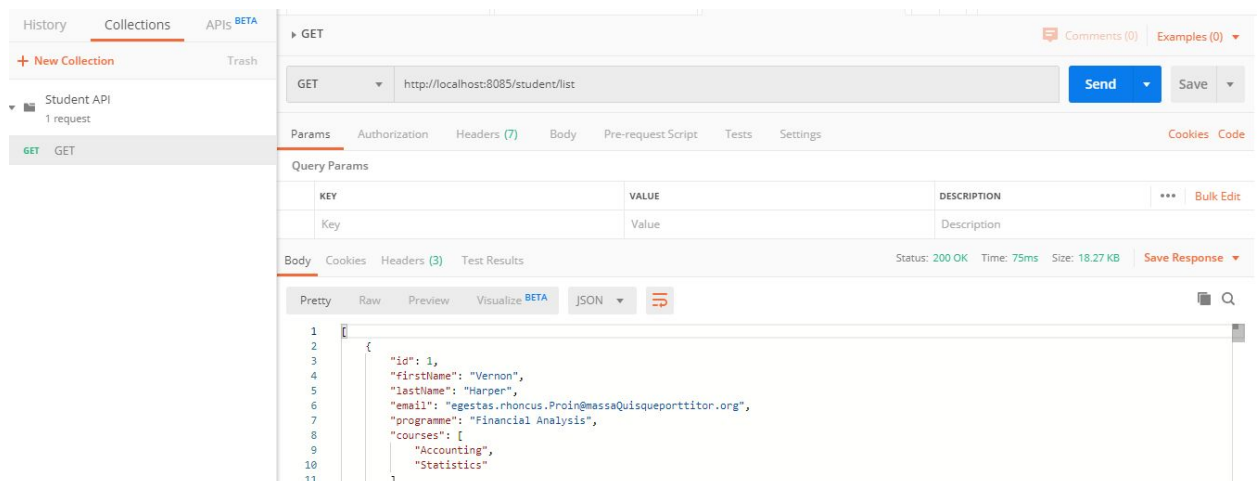 History Collections APIs BETA
+ New Collection Trash
Student API
1 request
GET GET
GET
Comments (0) Examples (0)
GET http://localhost:8085/student/list Send Save
Params Authorization Headers (7) Body Pre-request Script Tests Settings Cookies Code
Query Params
KEY VALUE DESCRIPTION ••• Bulk Edit
Key Value Description
Body Cookies Headers (3) Test Results Status: 200 OK Time: 75ms Size: 18.27 KB Save Response
Pretty Raw Preview Visualize BETA JSON
1 [
2 {
3 "id": 1,
4 "firstName": "Vernon",
5 "lastName": "Harper",
6 "email": "egestas.rhoncus.Proin@massaQuisqueporttitor.org",
7 "programme": "Financial Analysis",
8 "courses": [
9 "Accounting",
10 "Statistics"
11 ]